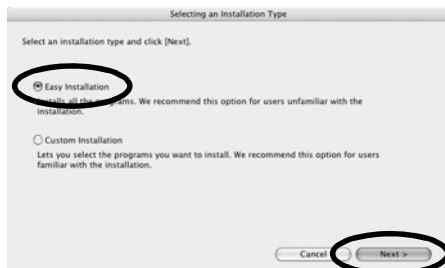 Selecting an Installation Type
Select an installation type and click [Next].
Easy Installation
Installs all the programs. We recommend this option for users unfamiliar with the
installation.
Custom Installation
Lets you select the programs you want to install. We recommend this option for users
familiar with the installation.
Cancel
Next >